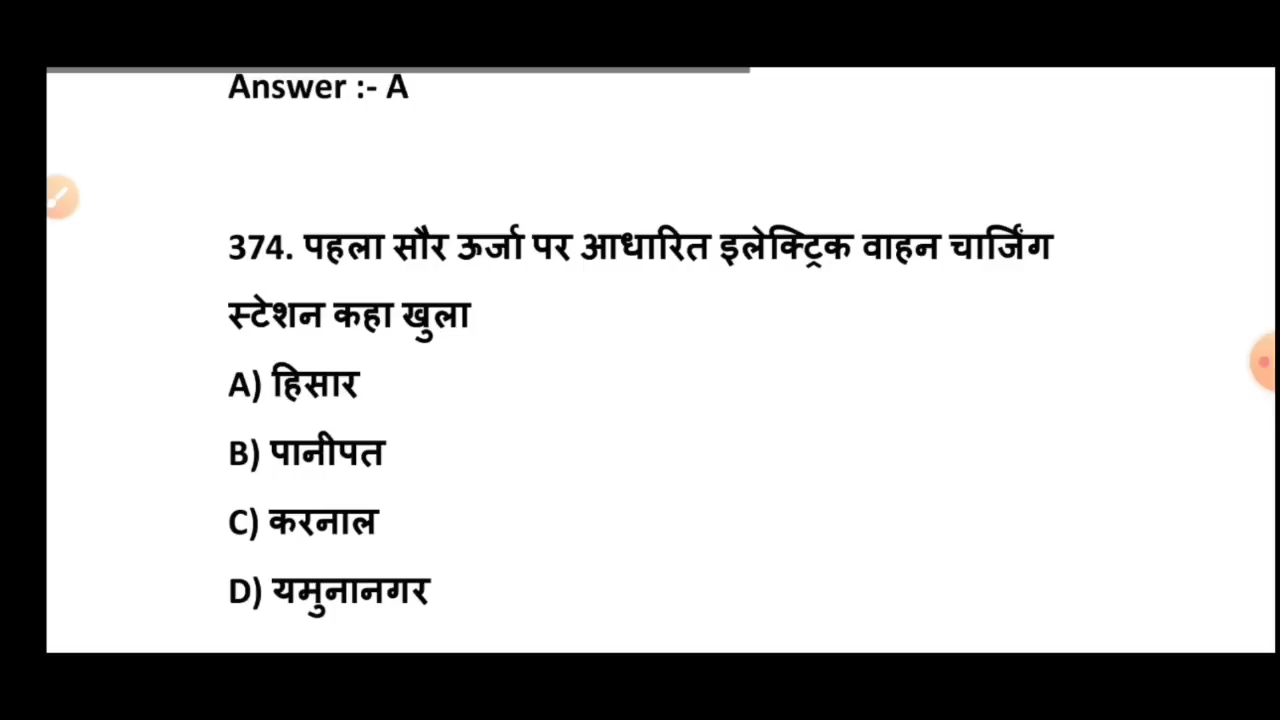 Answer :- A
374. पहला सौर ऊर्जा पर आधारित इलेक्ट्रिक वाहन चार्जिंग
स्टेशन कहा खुला
A) हिसार
B) पानीपत
C) करनाल
D) यमुनानगर